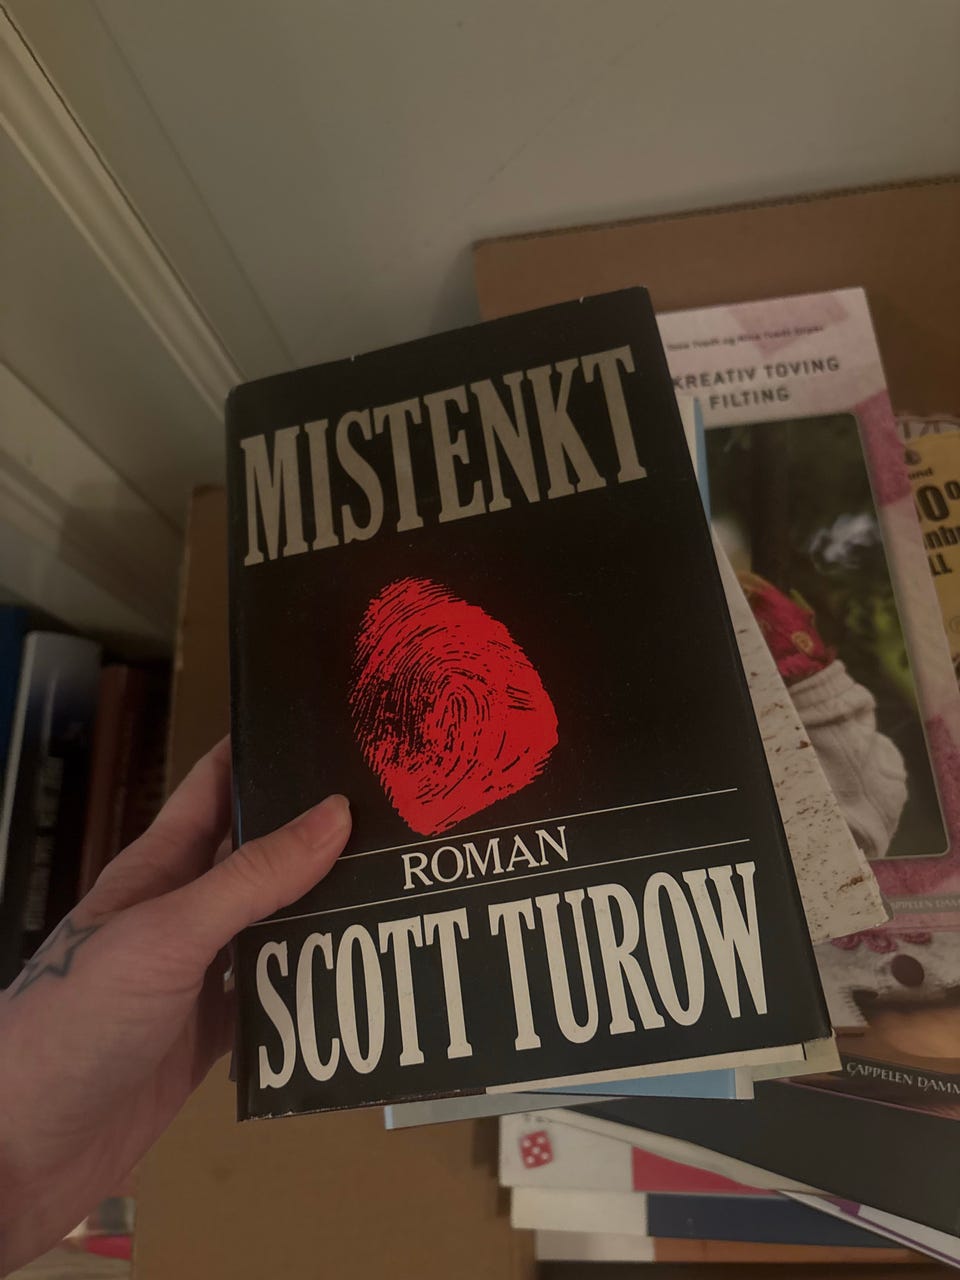 MISTENKT
ROMAN
SCOTT TUROW
KREATIV TOVING
FILTING
CAPPELEN DAMM